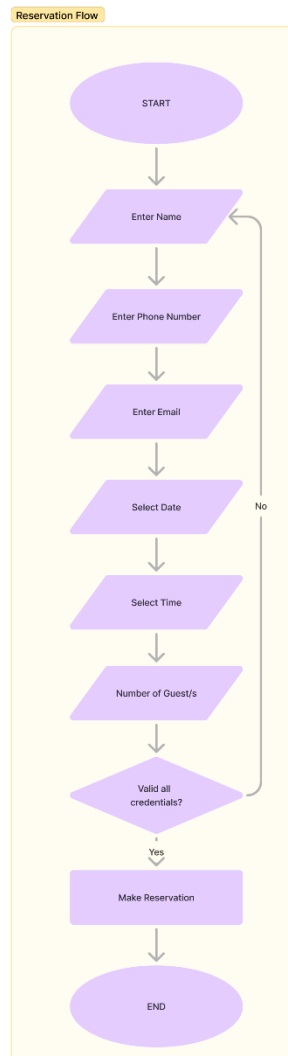 Reservation Flow
START
Enter Name
Enter Phone Number
Enter Email
Select Date
No
Select Time
Number of Guest/s
Valid all
credentials?
Yes
Make Reservation
END